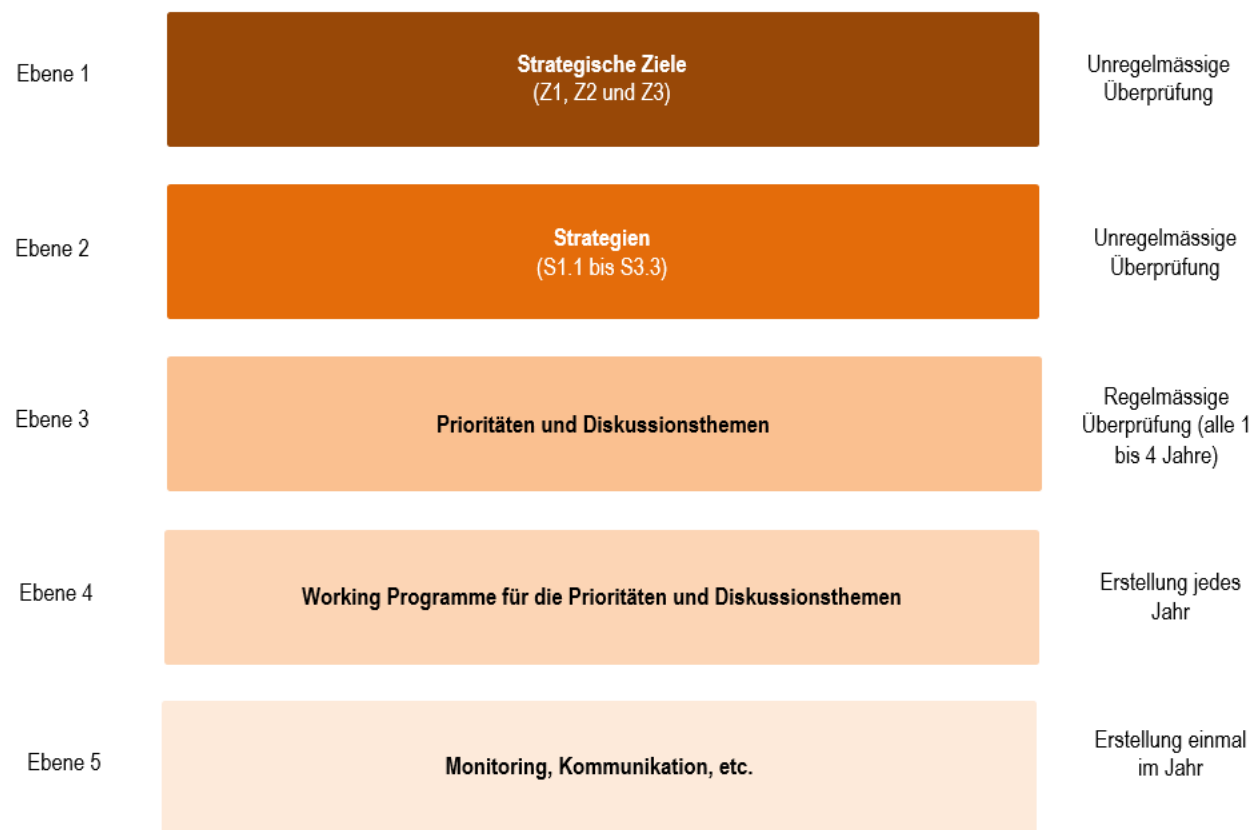 Ebene 1
Strategische Ziele
(Z1, Z2 und Z3)
Unregelmässige
Überprüfung
Ebene 2
Strategien
(S1.1 bis S3.3)
Unregelmässige
Überprüfung
Ebene 3
Prioritäten und Diskussionsthemen
Regelmässige
Überprüfung (alle 1
bis 4 Jahre)
Ebene 4
Working Programme für die Prioritäten und Diskussionsthemen
Erstellung jedes
Jahr
Ebene 5
Monitoring, Kommunikation, etc.
Erstellung einmal
im Jahr